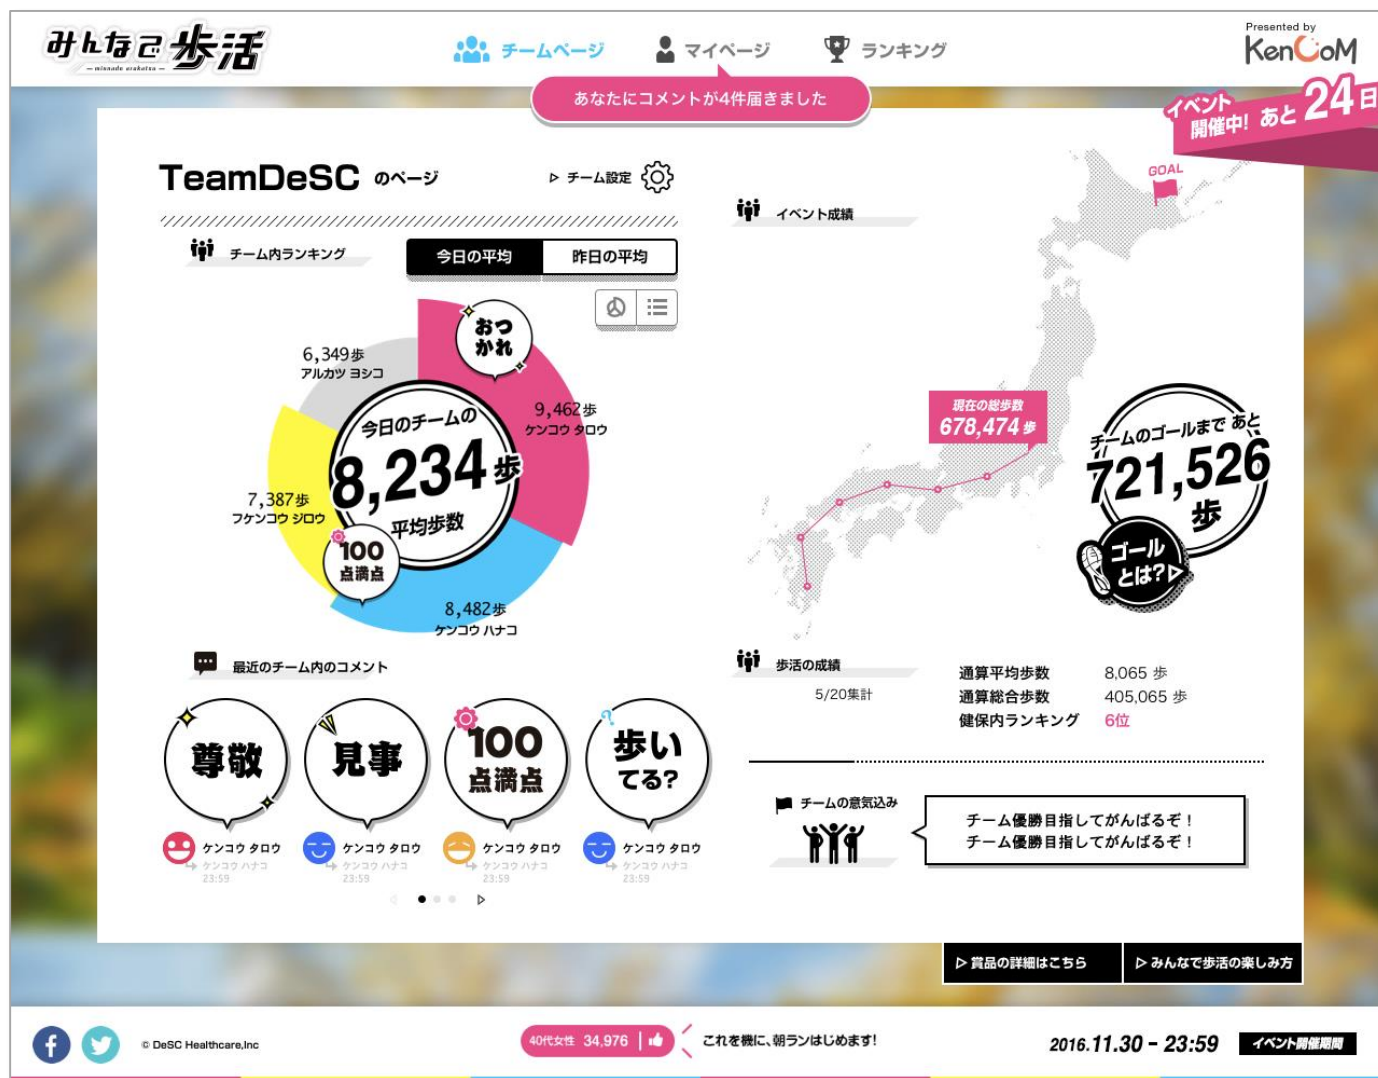 みんなで歩活
— minnade arukatsu —
チームページ
マイページ
ランキング
Presented by
KenCoM
あなたにコメントが4件届きました
イベント
開催中! あと 24日
TeamDeSC のページ
▷ チーム設定
チーム内ランキング
今日の平均
昨日の平均
おつ
かれ
6,349歩
アルカツ ヨシコ
9,462歩
ケンコウ タロウ
今日のチームの
8,234歩
平均歩数
7,387歩
フケンコウ ジロウ
100
点満点
8,482歩
ケンコウ ハナコ
イベント成績
GOAL
現在の総歩数
678,474 歩
チームのゴールまで あと
721,526
歩
ゴール
とは?▷
最近のチーム内のコメント
尊敬
見事
100
点満点
歩い
てる?
ケンコウ タロウ
ケンコウ ハナコ
23:59
ケンコウ タロウ
ケンコウ ハナコ
23:59
ケンコウ タロウ
ケンコウ ハナコ
23:59
ケンコウ タロウ
ケンコウ ハナコ
23:59
歩活の成績
5/20集計
通算平均歩数 8,065 歩
通算総合歩数 405,065 歩
健保内ランキング 6位
チームの意気込み
チーム優勝目指してがんばるぞ!
チーム優勝目指してがんばるぞ!
▷ 賞品の詳細はこちら
▷ みんなで歩活の楽しみ方
© DeSC Healthcare,Inc
40代女性 34,976
これを機に、朝ランはじめます!
2016.11.30 - 23:59
イベント開催期間